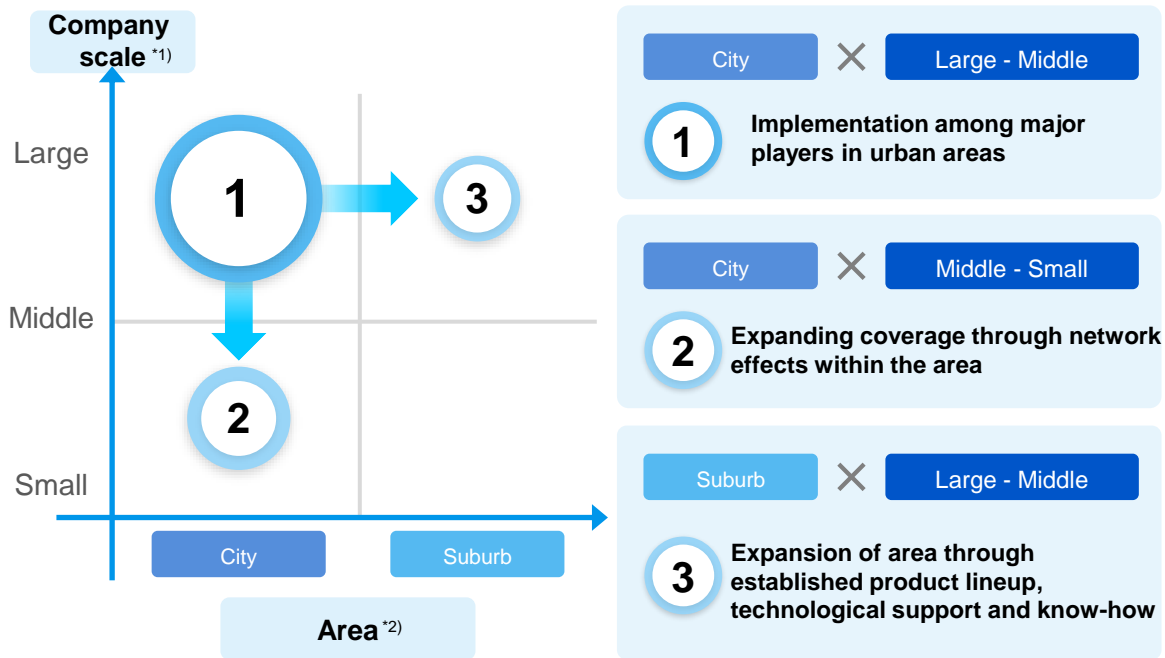 Company
scale *1)
Large
Middle
Small
1
2
3
City
Suburb
Area *2)
City × Large - Middle
1
Implementation among major
players in urban areas
City × Middle - Small
2
Expanding coverage through network
effects within the area
Suburb × Large - Middle
3
Expansion of area through
established product lineup,
technological support and know-how